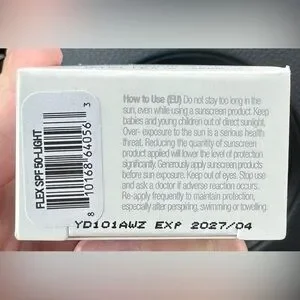 FLEX SPF 50-LIGHT
8 10168 64056 3
How to Use (EU) Do not stay too long in the
sun, even while using a sunscreen product. Keep
babies and young children out of direct sunlight.
Over- exposure to the sun is a serious health
threat. Reducing the quantity of sunscreen
product applied will lower the level of protection
significantly. Generously apply sunscreen products
before sun exposure. Keep out of eyes. Stop use
and ask a doctor if adverse reaction occurs.
Re-apply frequently to maintain protection,
especially after perspiring, swimming or towelling.
YD101AWZ EXP 2027/04